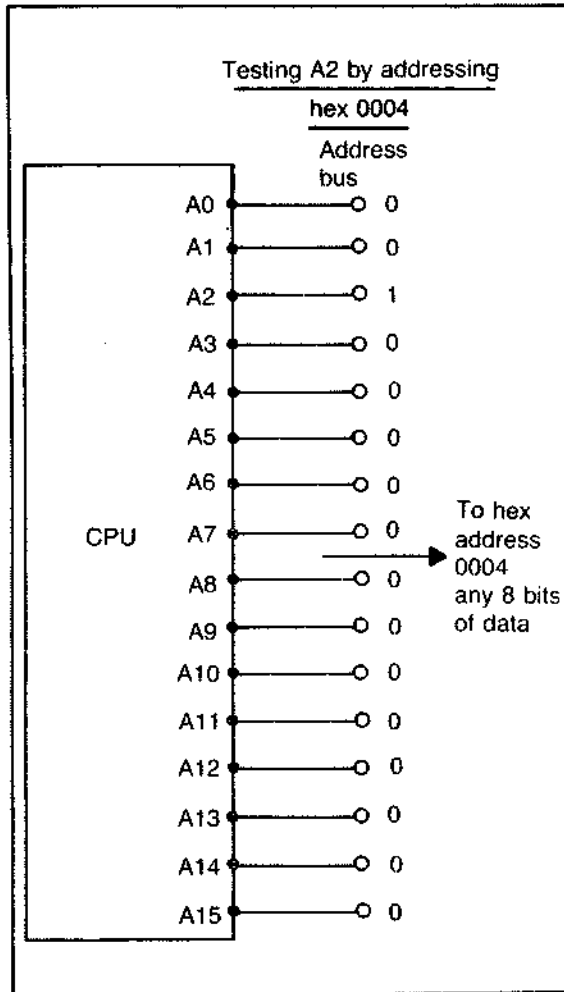 Testing A2 by addressing
hex 0004
Address
bus
A0 0
A1 0
A2 1
A3 0
A4 0
A5 0
A6 0
CPU A7 0
To hex
address
0004
any 8 bits
of data
A8 0
A9 0
A10 0
A11 0
A12 0
A13 0
A14 0
A15 0